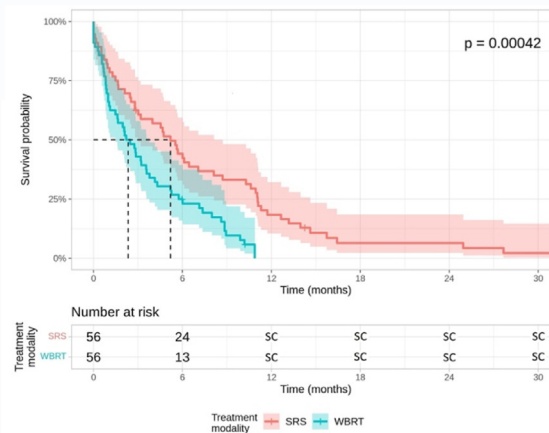 100%
p = 0.00042
75%
50%
25%
0%
Survival probability
0 6 12 18 24 30
Time (months)
Number at risk
Treatment
modality
SRS 56 24 SC SC SC SC
WBRT 56 13 SC SC SC SC
0 6 12 18 24 30
Time (months)
Treatment
modality
SRS WBRT